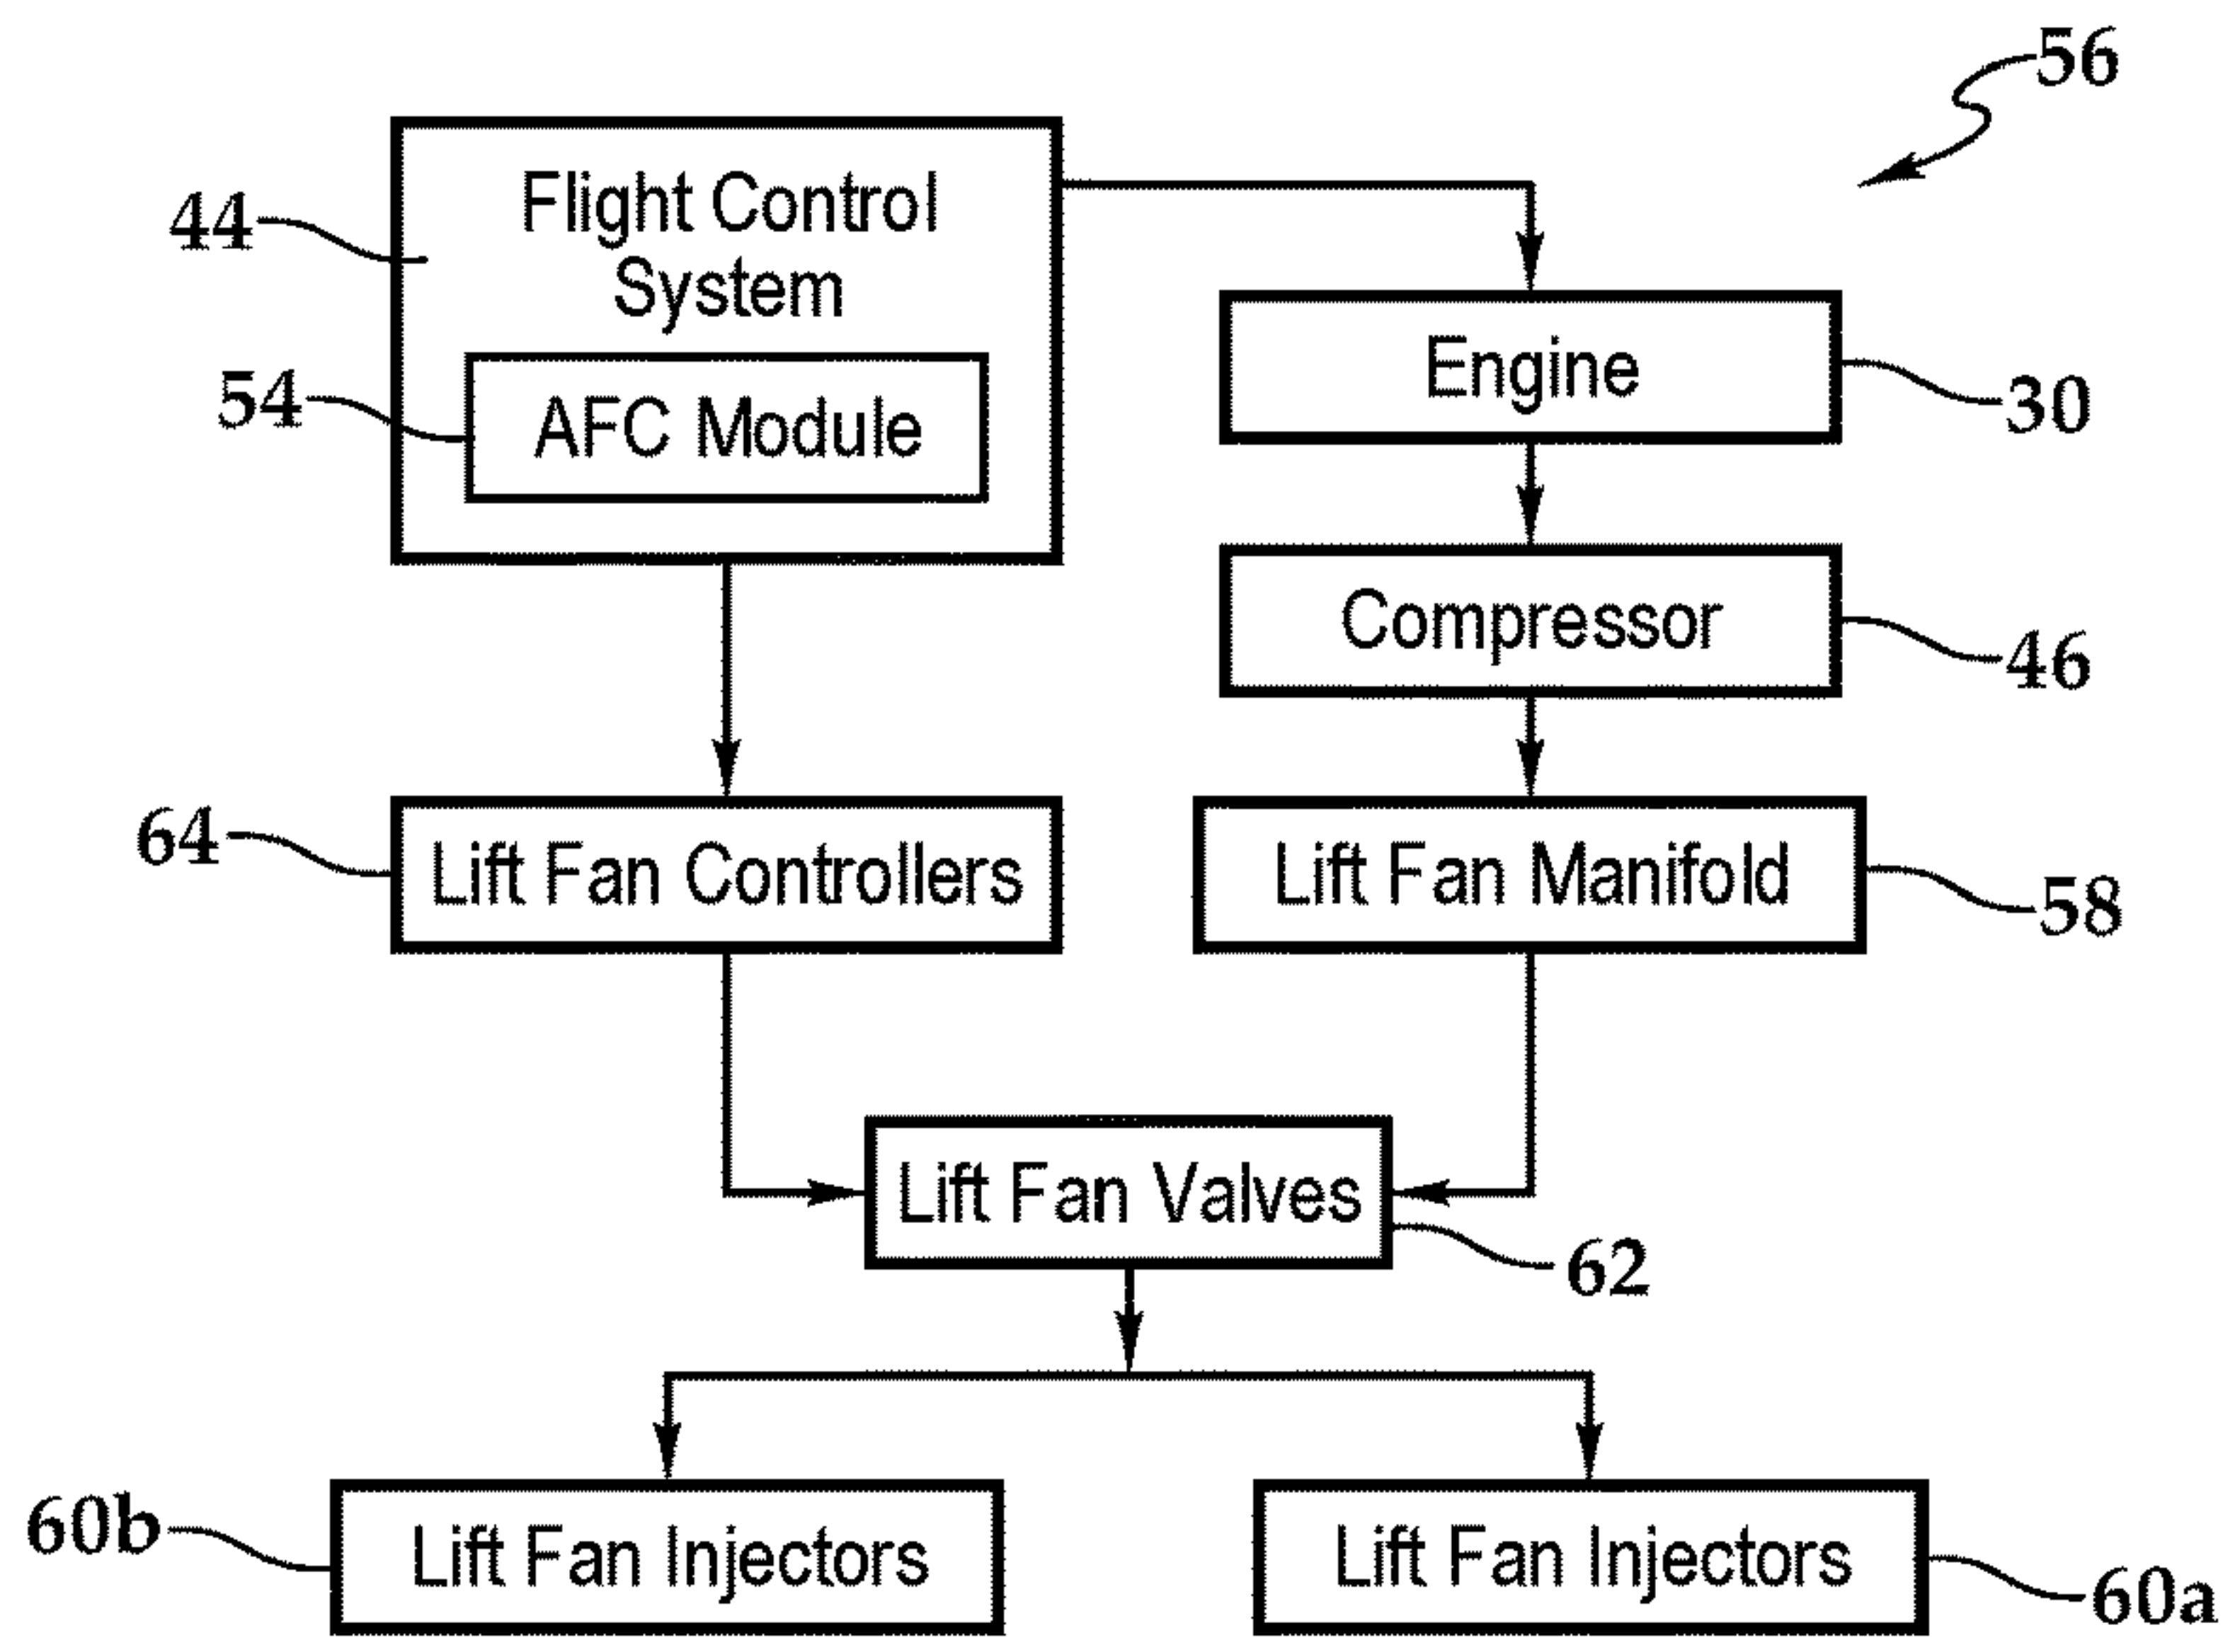 56
Flight Control
System
44
AFC Module
54
Engine
30
Compressor
46
Lift Fan Controllers
64
Lift Fan Manifold
58
Lift Fan Valves
62
60b
Lift Fan Injectors
Lift Fan Injectors
60a